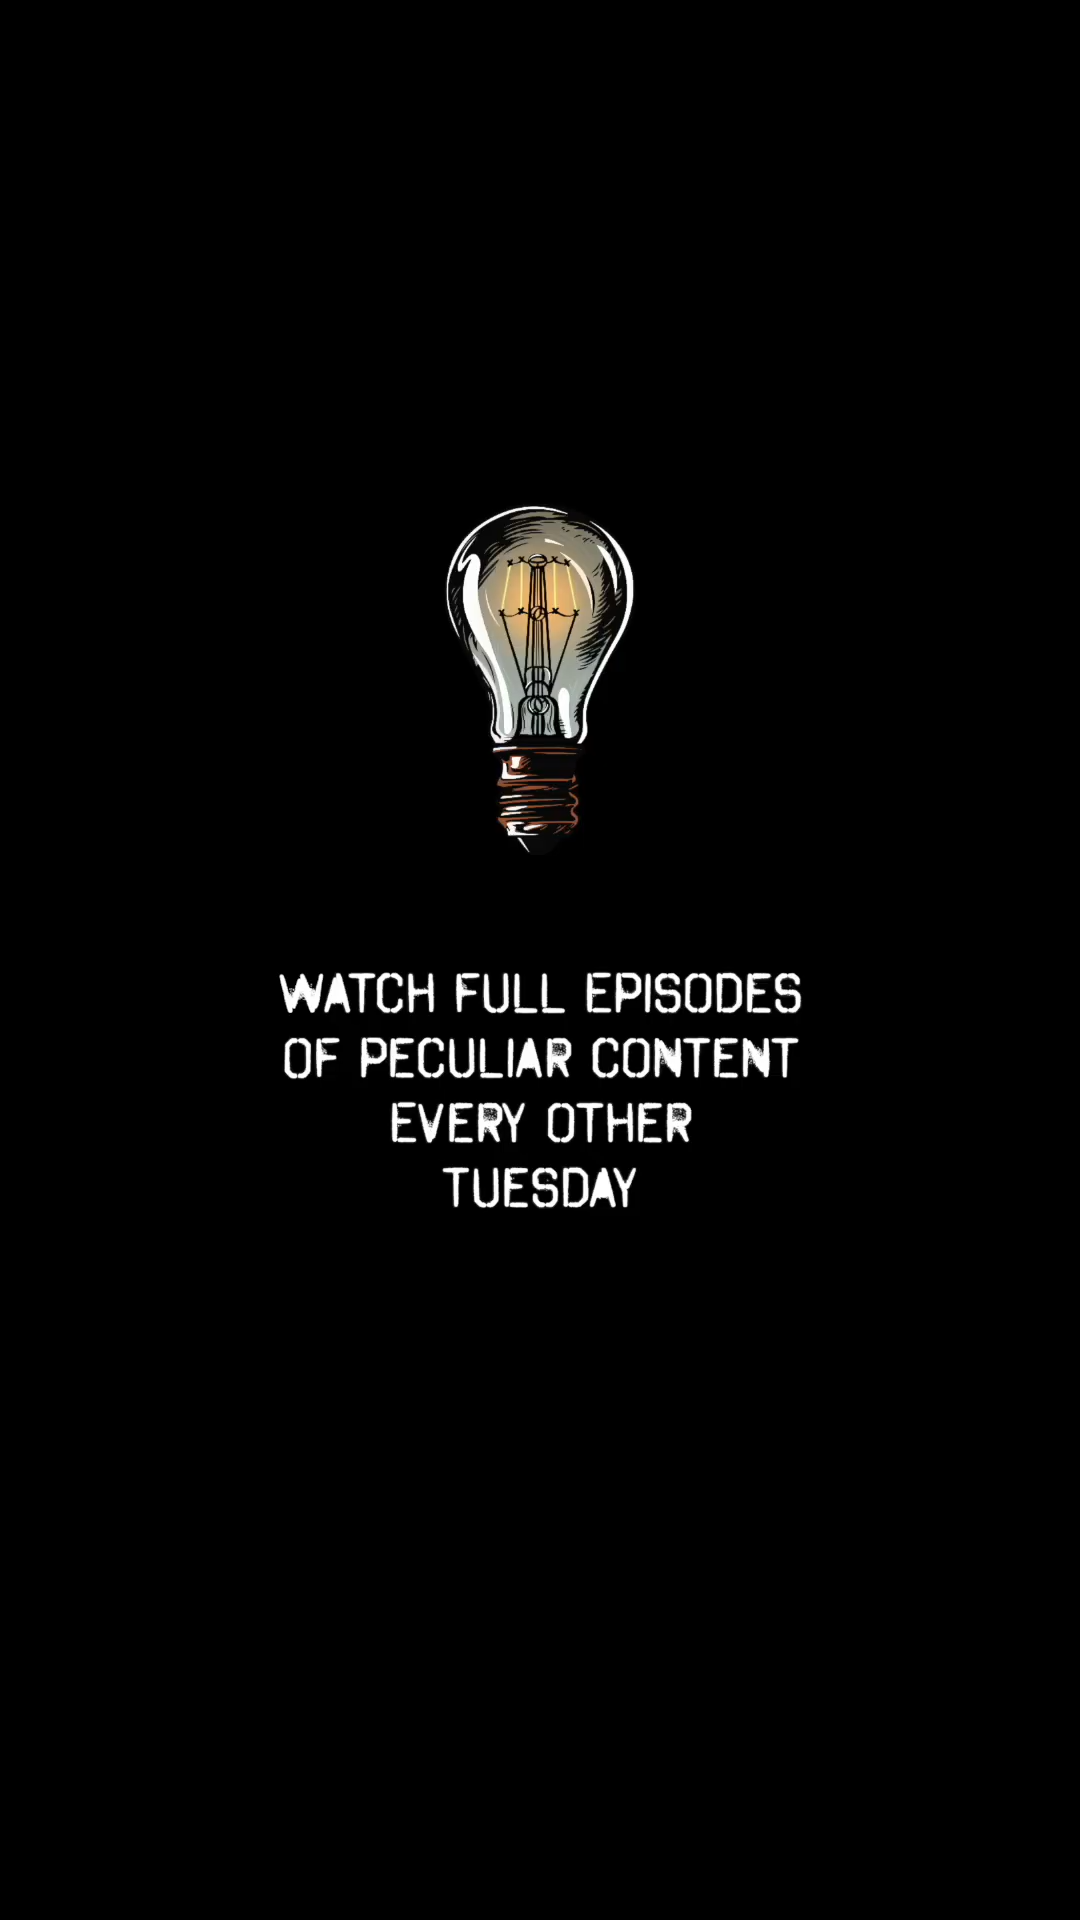 WATCH FULL EPISODES
OF PECULIAR CONTENT
EVERY OTHER
TUESDAY